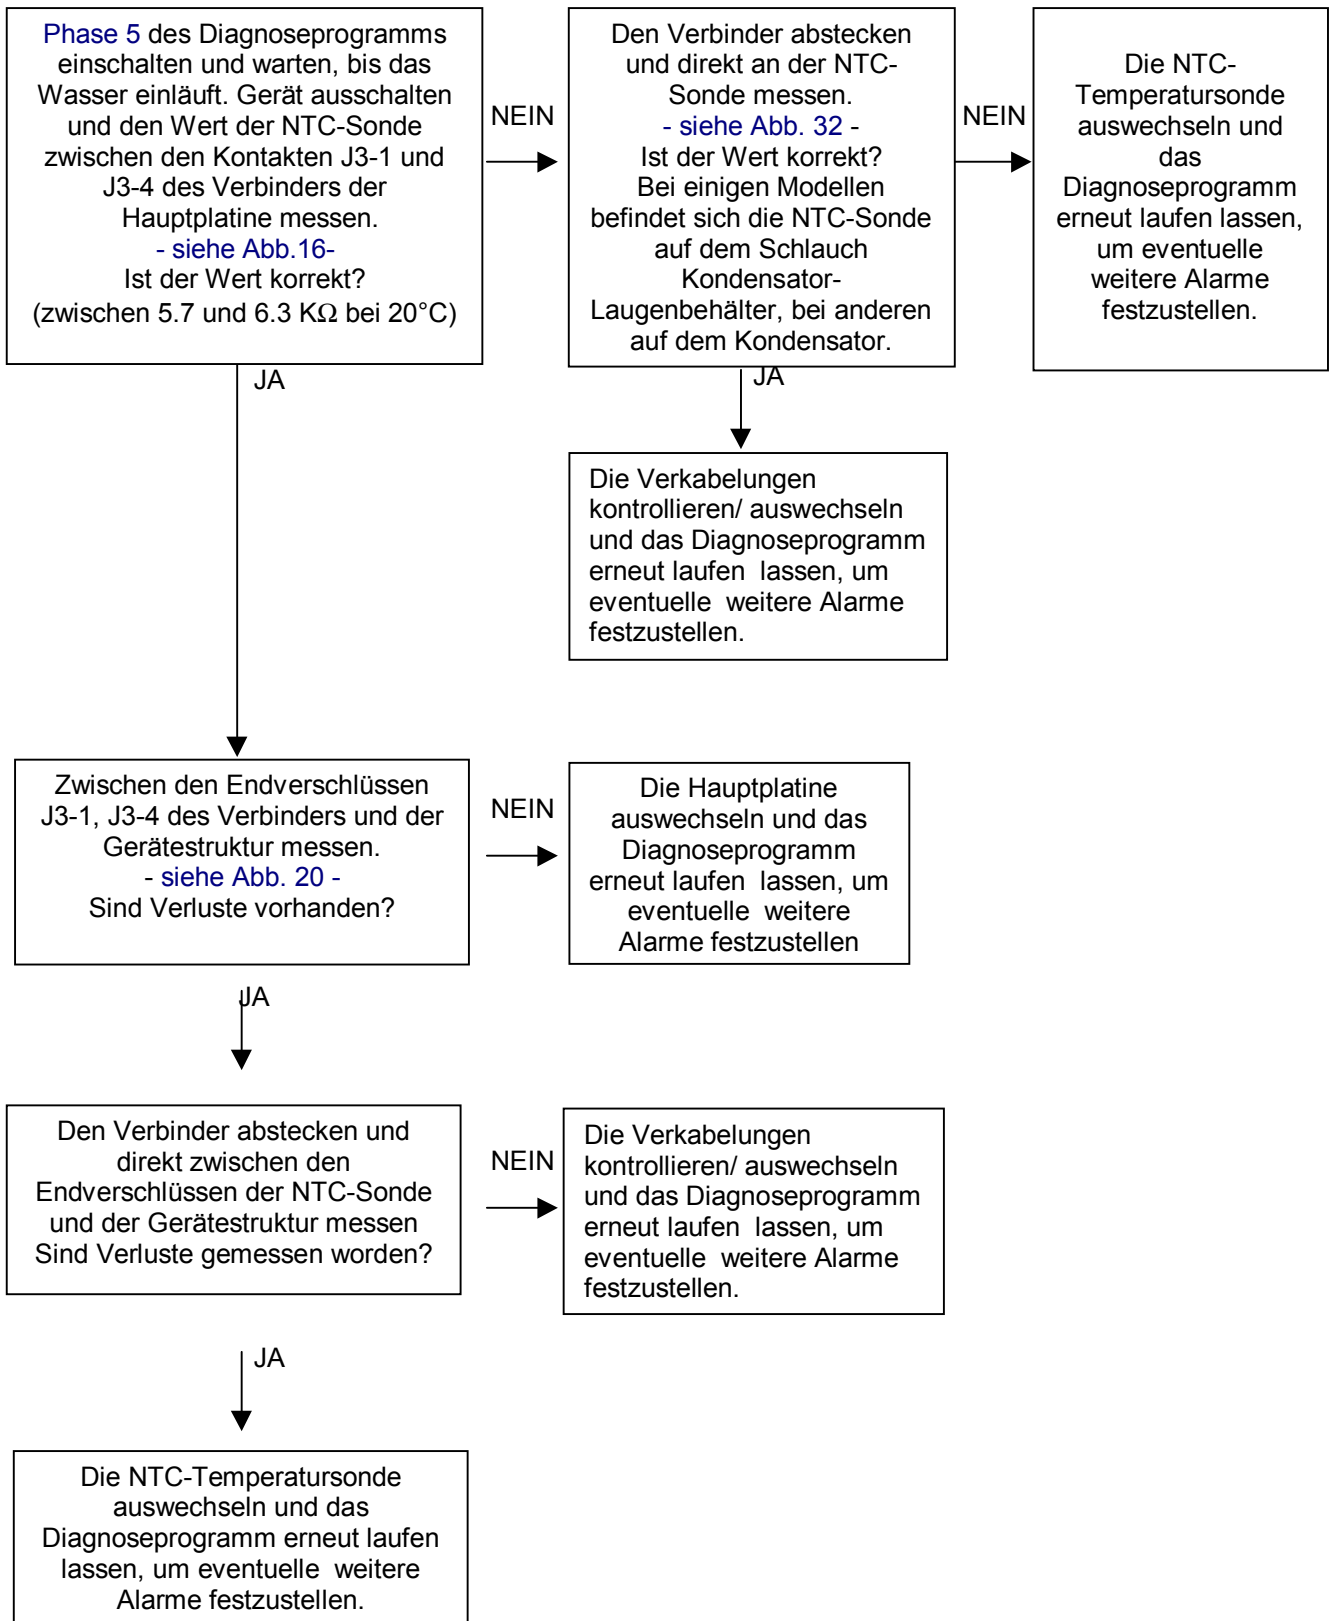 Phase 5 des Diagnoseprogramms
einschalten und warten, bis das
Wasser einläuft. Gerät ausschalten
und den Wert der NTC-Sonde
zwischen den Kontakten J3-1 und
J3-4 des Verbinders der
Hauptplatine messen.
- siehe Abb.16-
Ist der Wert korrekt?
(zwischen 5.7 und 6.3 KΩ bei 20°C)
NEIN
Den Verbinder abstecken
und direkt an der NTC-
Sonde messen.
- siehe Abb. 32 -
Ist der Wert korrekt?
Bei einigen Modellen
befindet sich die NTC-Sonde
auf dem Schlauch
Kondensator-
Laugenbehälter, bei anderen
auf dem Kondensator.
NEIN
Die NTC-
Temperatursonde
auswechseln und
das
Diagnoseprogramm
erneut laufen lassen,
um eventuelle
weitere Alarme
festzustellen.
JA
JA
Die Verkabelungen
kontrollieren/ auswechseln
und das Diagnoseprogramm
erneut laufen  lassen, um
eventuelle  weitere Alarme
festzustellen.
Zwischen den Endverschlüssen
J3-1, J3-4 des Verbinders und der
Gerätestruktur messen.
- siehe Abb. 20 -
Sind Verluste vorhanden?
NEIN
Die Hauptplatine
auswechseln und das
Diagnoseprogramm
erneut laufen  lassen, um
eventuelle  weitere
Alarme festzustellen
JA
Den Verbinder abstecken und
direkt zwischen den
Endverschlüssen der NTC-Sonde
und der Gerätestruktur messen
Sind Verluste gemessen worden?
NEIN
Die Verkabelungen
kontrollieren/ auswechseln
und das Diagnoseprogramm
erneut laufen  lassen, um
eventuelle  weitere Alarme
festzustellen.
JA
Die NTC-Temperatursonde
auswechseln und das
Diagnoseprogramm erneut laufen
lassen, um eventuelle  weitere
Alarme festzustellen.